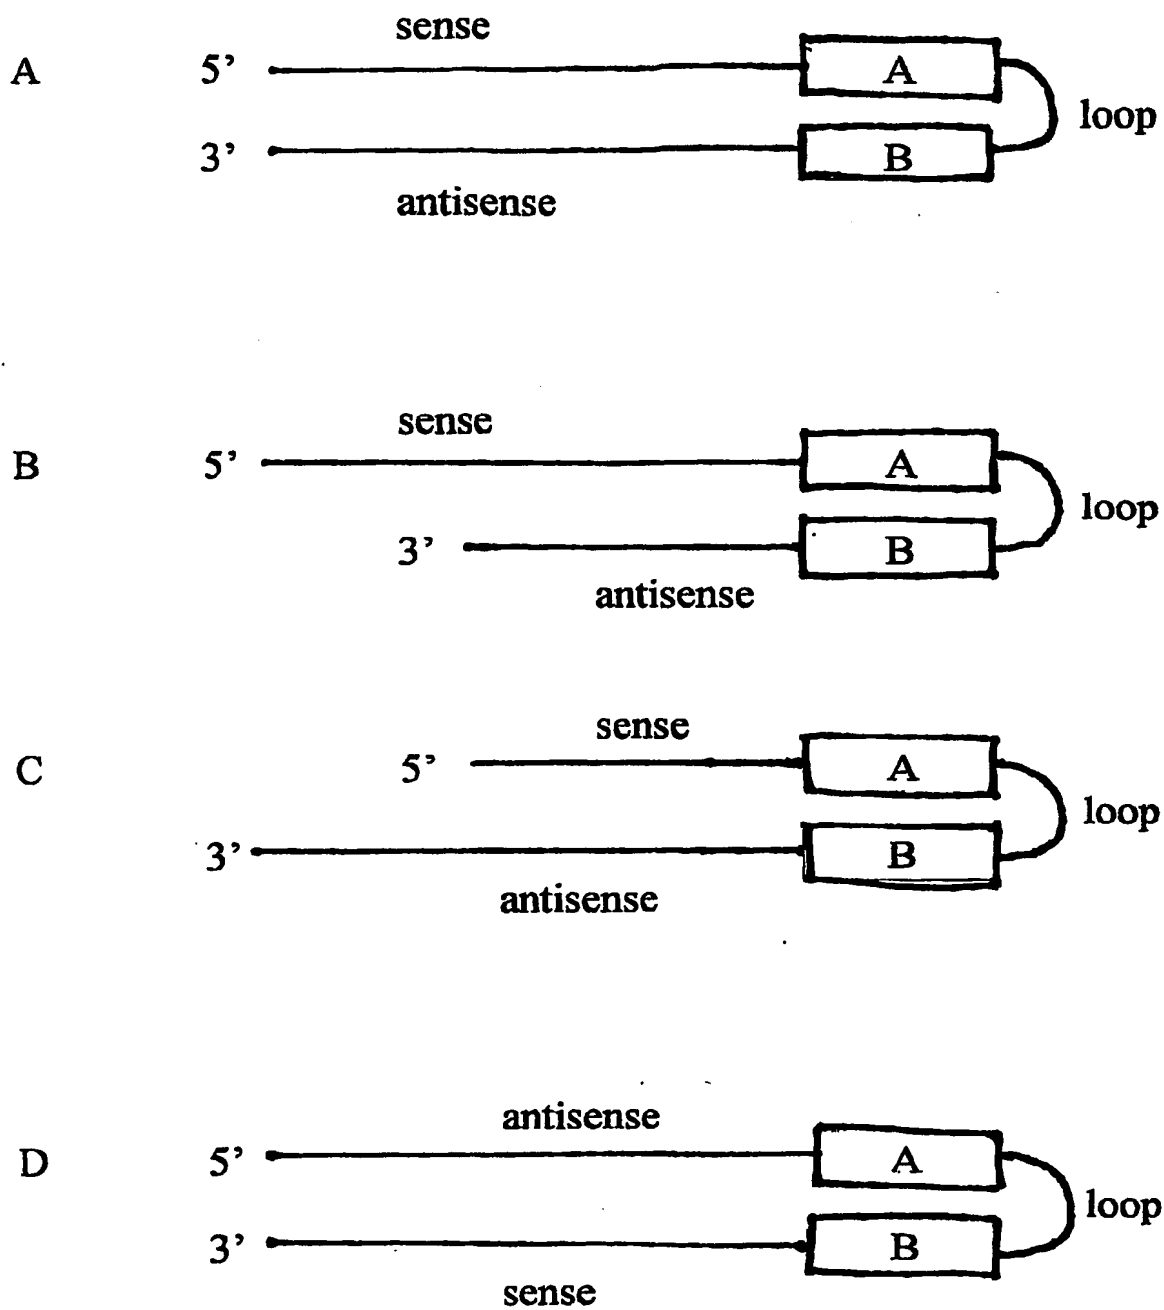 sense
A 5' A
loop
3' B
antisense
sense
B 5' A
loop
3' B
antisense
sense
C 5' A
loop
3' B
antisense
antisense
D 5' A
loop
3' B
sense